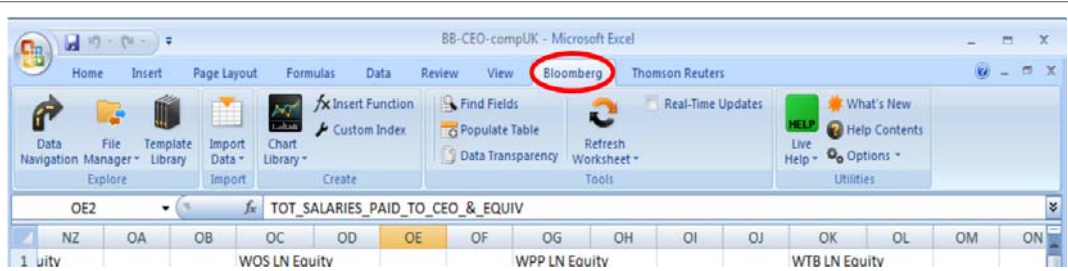 BB-CEO-compUK - Microsoft Excel
Home Insert Page Layout Formulas Data Review View Bloomberg Thomson Reuters
Data Navigation
File Manager
Template Library
Import Data
Chart Library
fx Insert Function
Custom Index
Find Fields
Populate Table
Data Transparency
Refresh Worksheet
Real-Time Updates
HELP
Live Help
What's New
Help Contents
Options
Explore Import Create Tools Utilities
OE2 fx TOT_SALARIES_PAID_TO_CEO_&_EQUIV
NZ OA OB OC OD OE OF OG OH OI OJ OK OL OM ON
1 uity WOS LN Equity WPP LN Equity WTB LN Equity